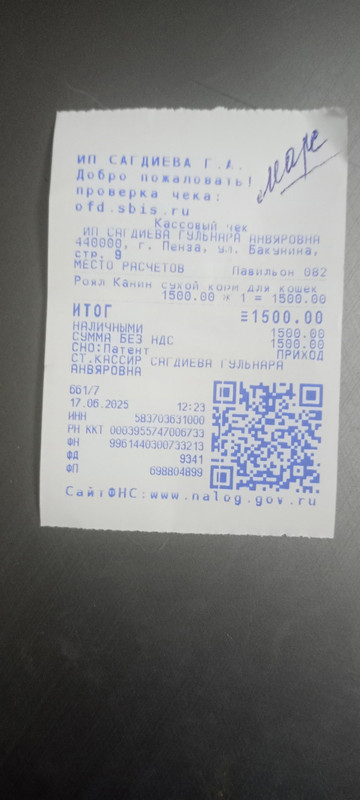 Марс
ИП САГДИЕВА Г.А.
Добро пожаловать!
проверка чека:
ofd.sbis.ru
Кассовый чек
ИП САГДИЕВА ГУЛЬНАРА АНВЯРОВНА
440000, г. Пенза, ул. Бакунина,
стр. 9
МЕСТО РАСЧЕТОВ Павильон 082
Роял Канин сухой корм для кошек
1500.00 * 1 = 1500.00
ИТОГ ≡1500.00
НАЛИЧНЫМИ 1500.00
СУММА БЕЗ НДС 1500.00
СНО:Патент ПРИХОД
СТ.КАССИР САГДИЕВА ГУЛЬНАРА
АНВЯРОВНА
661/7
17.06.2025 12:23
ИНН 583703631000
РН ККТ 0003955747006733
ФН 9961440300733213
ФД 9341
ФП 698804899
СайтФНС:www.nalog.gov.ru